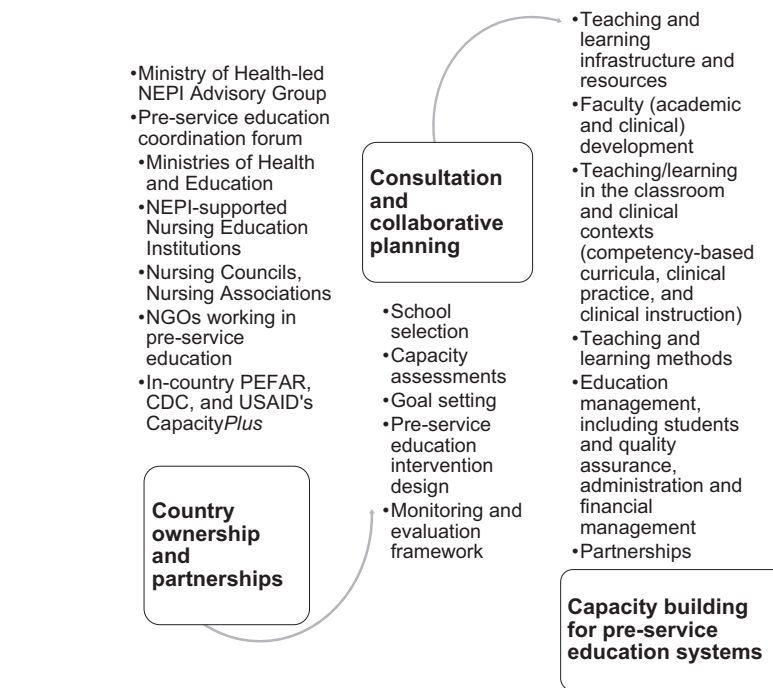 •Ministry of Health-led
NEPI Advisory Group
•Pre-service education
coordination forum
•Ministries of Health
and Education
•NEPI-supported
Nursing Education
Institutions
•Nursing Councils,
Nursing Associations
•NGOs working in
pre-service
education
•In-country PEFAR,
CDC, and USAID's
CapacityPlus
Country
ownership
and
partnerships
Consultation
and
collaborative
planning
•School
selection
•Capacity
assessments
•Goal setting
•Pre-service
education
intervention
design
•Monitoring and
evaluation
framework
•Teaching and
learning
infrastructure and
resources
•Faculty (academic
and clinical)
development
•Teaching/learning
in the classroom
and clinical
contexts
(competency-based
curricula, clinical
practice, and
clinical instruction)
•Teaching and
learning methods
•Education
management,
including students
and quality
assurance,
administration and
financial
management
•Partnerships
Capacity building
for pre-service
education systems